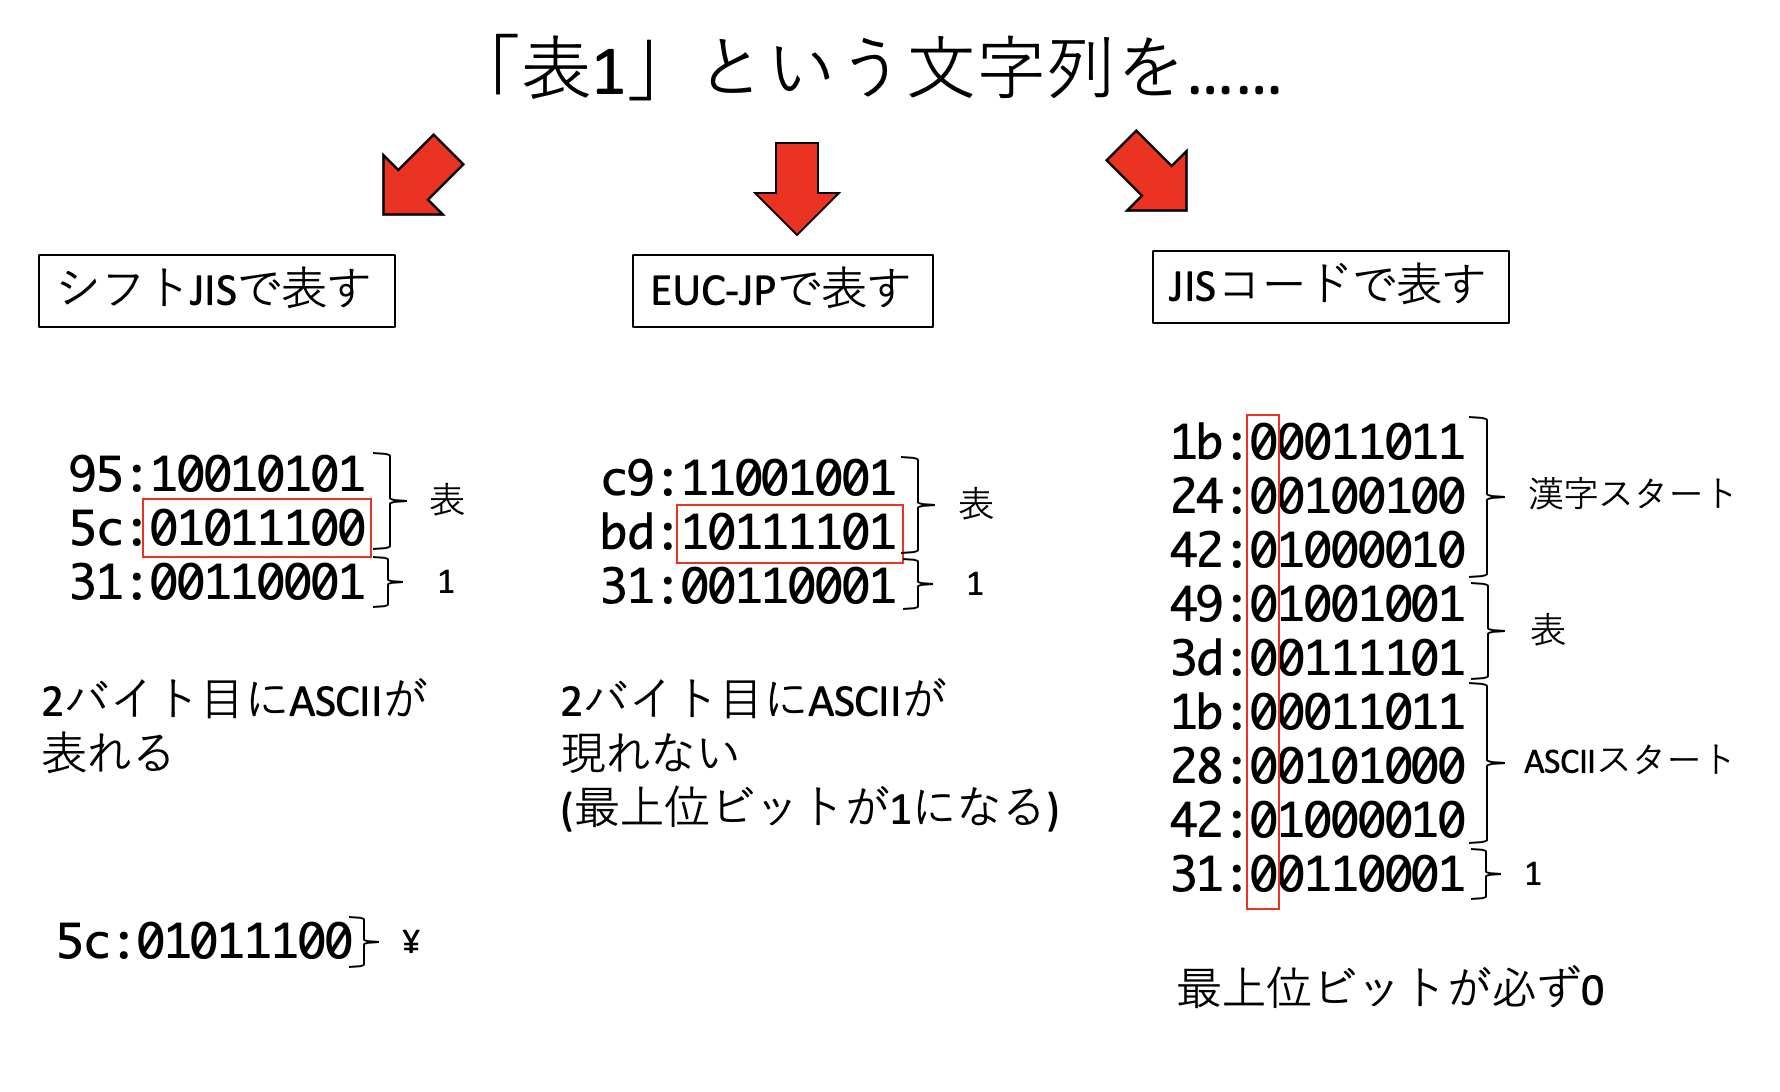 「表1」という文字列を……
シフトJISで表す
95:10010101
5c:01011100
表
31:00110001
1
2バイト目にASCIIが
表れる
5c:01011100
¥
EUC-JPで表す
c9:11001001
bd:10111101
表
31:00110001
1
2バイト目にASCIIが
現れない
(最上位ビットが1になる)
JISコードで表す
1b:00011011
24:00100100
42:01000010
漢字スタート
49:01001001
3d:00111101
表
1b:00011011
28:00101000
42:01000010
ASCIIスタート
31:00110001
1
最上位ビットが必ず0